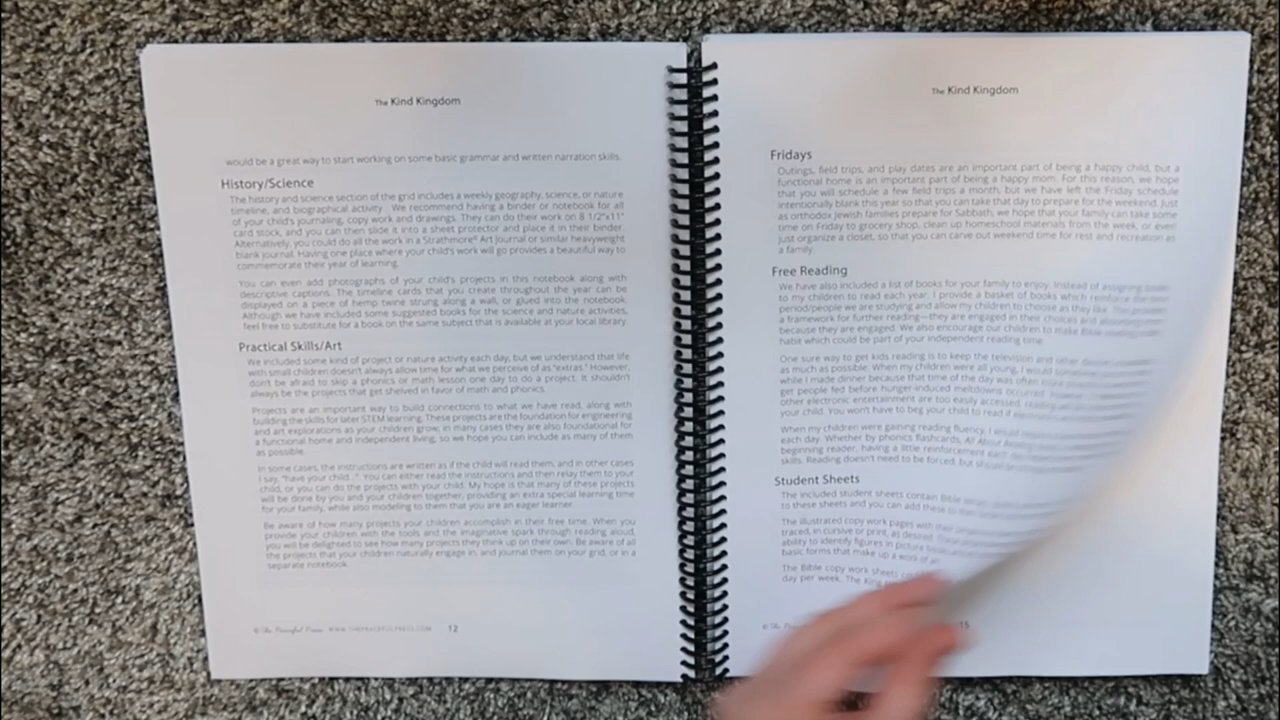 The Kind Kingdom
would be a great way to start working on some basic grammar and written narration skills.
History/Science
The history and science section of the grid includes a weekly geography, science, or nature
timeline, and biographical activity. We recommend having a binder or notebook for all
of your child's journaling, copy work and drawings. They can do their work on 8 1/2"x11"
card stock, and you can then slide it into a sheet protector and place it in their binder.
Alternatively, you could do all the work in a Strathmore® Art Journal or similar heavyweight
blank journal. Having one place where your child's work will go provides a beautiful way to
commemorate their year of learning.
You can even add photographs of your child's projects in this notebook along with
descriptive captions. The timeline cards that you create throughout the year can be
displayed on a piece of hemp twine strung along a wall, or glued into the notebook.
Although we have included some suggested books for the science and nature activities,
feel free to substitute for a book on the same subject that is available at your local library.
Practical Skills/Art
We included some kind of project or nature activity each day, but we understand that life
with small children doesn't always allow time for what we perceive of as "extras." However,
don't be afraid to skip a phonics or math lesson one day to do a project. It shouldn't
always be the projects that get shelved in favor of math and phonics.
Projects are an important way to build connections to what we have read, along with
building the skills for later STEM learning. These projects are the foundation for engineering
and art explorations as your children grow; in many cases they are also foundational for
a functional home and independent living, so we hope you can include as many of them
as possible.
In some cases, the instructions are written as if the child will read them, and in other cases
I say, "have your child..." You can either read the instructions and then relay them to your
child, or you can do the projects with your child. My hope is that many of these projects
will be done by you and your children together, providing an extra special learning time
for your family, while also modeling to them that you are an eager learner.
Be aware of how many projects your children accomplish in their free time. When you
provide your children with the tools and the imaginative spark through reading aloud,
you will be delighted to see how many projects they think up on their own. Be aware of all
the projects that your children naturally engage in, and journal them on your grid, or in a
separate notebook.
© The Peaceful Press WWW.THEPEACEFULPRESS.COM 12
The Kind Kingdom
Fridays
Outings, field trips, and play dates are an important part of being a happy child, but a
functional home is an important part of being a happy mom. For this reason, we hope
that you will schedule a few field trips a month, but we have left the Friday schedule
intentionally blank this year so that you can take that day to prepare for the weekend. Just
as orthodox Jewish families prepare for Sabbath, we hope that your family can take some
time on Friday to grocery shop, clean up homeschool materials from the week, or even
just organize a closet, so that you can carve out weekend time for rest and recreation as
a family.
Free Reading
We have also included a list of books for your family to enjoy. Instead of assigning
to my children to read each year, I provide a basket of books which reinforce the
period/people we are studying and allow my children to choose as they like. This
a framework for further reading—they are engaged in their choices and
because they are engaged. We also encourage our children to make Bible reading
habit which could be part of your independent reading time.
One sure way to get kids reading is to keep the television and other
as much as possible. When my children were all young, I would
while I made dinner because that time of the day was often
get people fed before hunger-induced meltdowns occurred.
other electronic entertainment are too easily accessed,
your child. You won't have to beg your child to read if
When my children were gaining reading fluency, I
each day. Whether by phonics flashcards, All About
beginning reader, having a little reinforcement each
skills. Reading doesn't need to be forced, but
Student Sheets
The included student sheets contain Bible
to these sheets and you can add these to
The illustrated copy work pages with
traced, in cursive or print, as desired.
ability to identify figures in picture
basic forms that make up a work of
The Bible copy work sheets
day per week. The King
© The 15